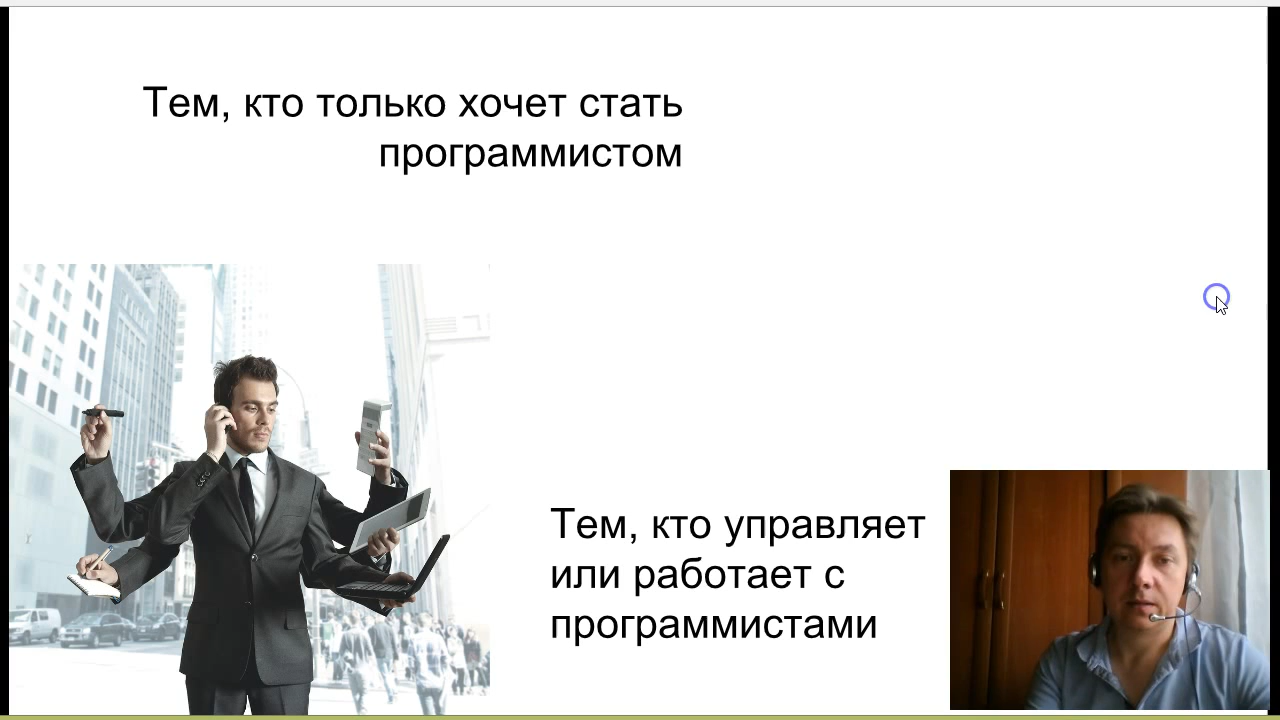 Тем, кто только хочет стать
программистом
Тем, кто управляет
или работает с
программистами